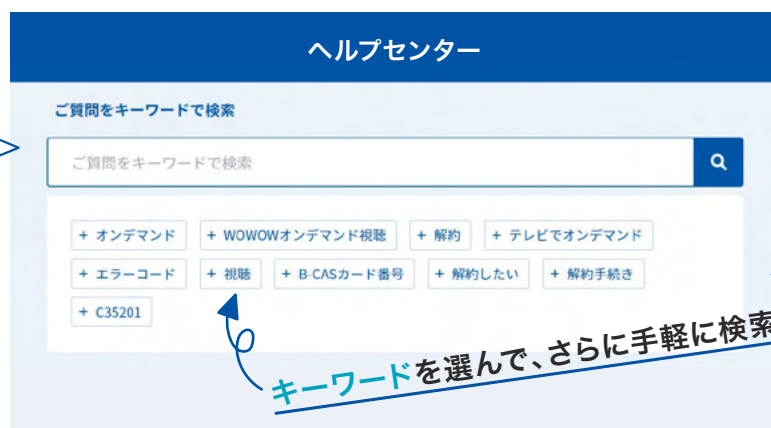 ヘルプセンター
ご質問をキーワードで検索
ご質問をキーワードで検索
+ オンデマンド + WOWOWオンデマンド視聴 + 解約 + テレビでオンデマンド
+ エラーコード + 視聴 + B-CASカード番号 + 解約したい + 解約手続き
+ C35201
キーワードを選んで、さらに手軽に検索